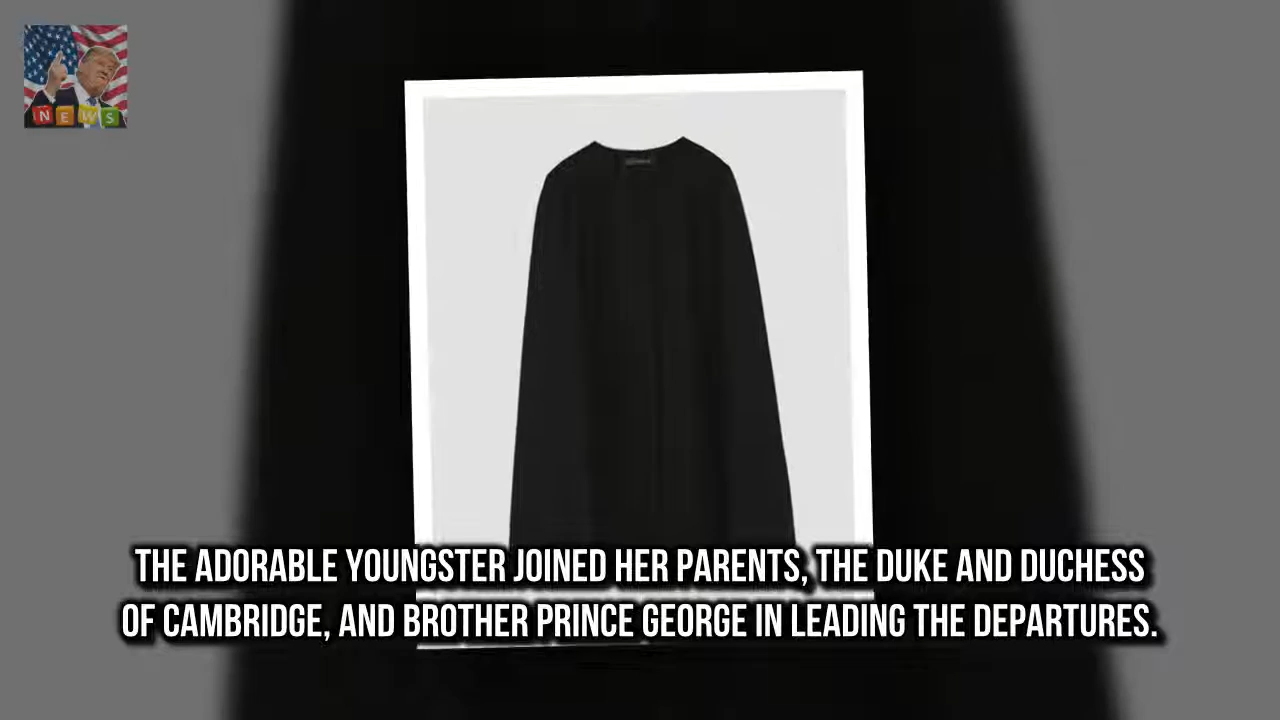 NEWS
THE ADORABLE YOUNGSTER JOINED HER PARENTS, THE DUKE AND DUCHESS
OF CAMBRIDGE, AND BROTHER PRINCE GEORGE IN LEADING THE DEPARTURES.